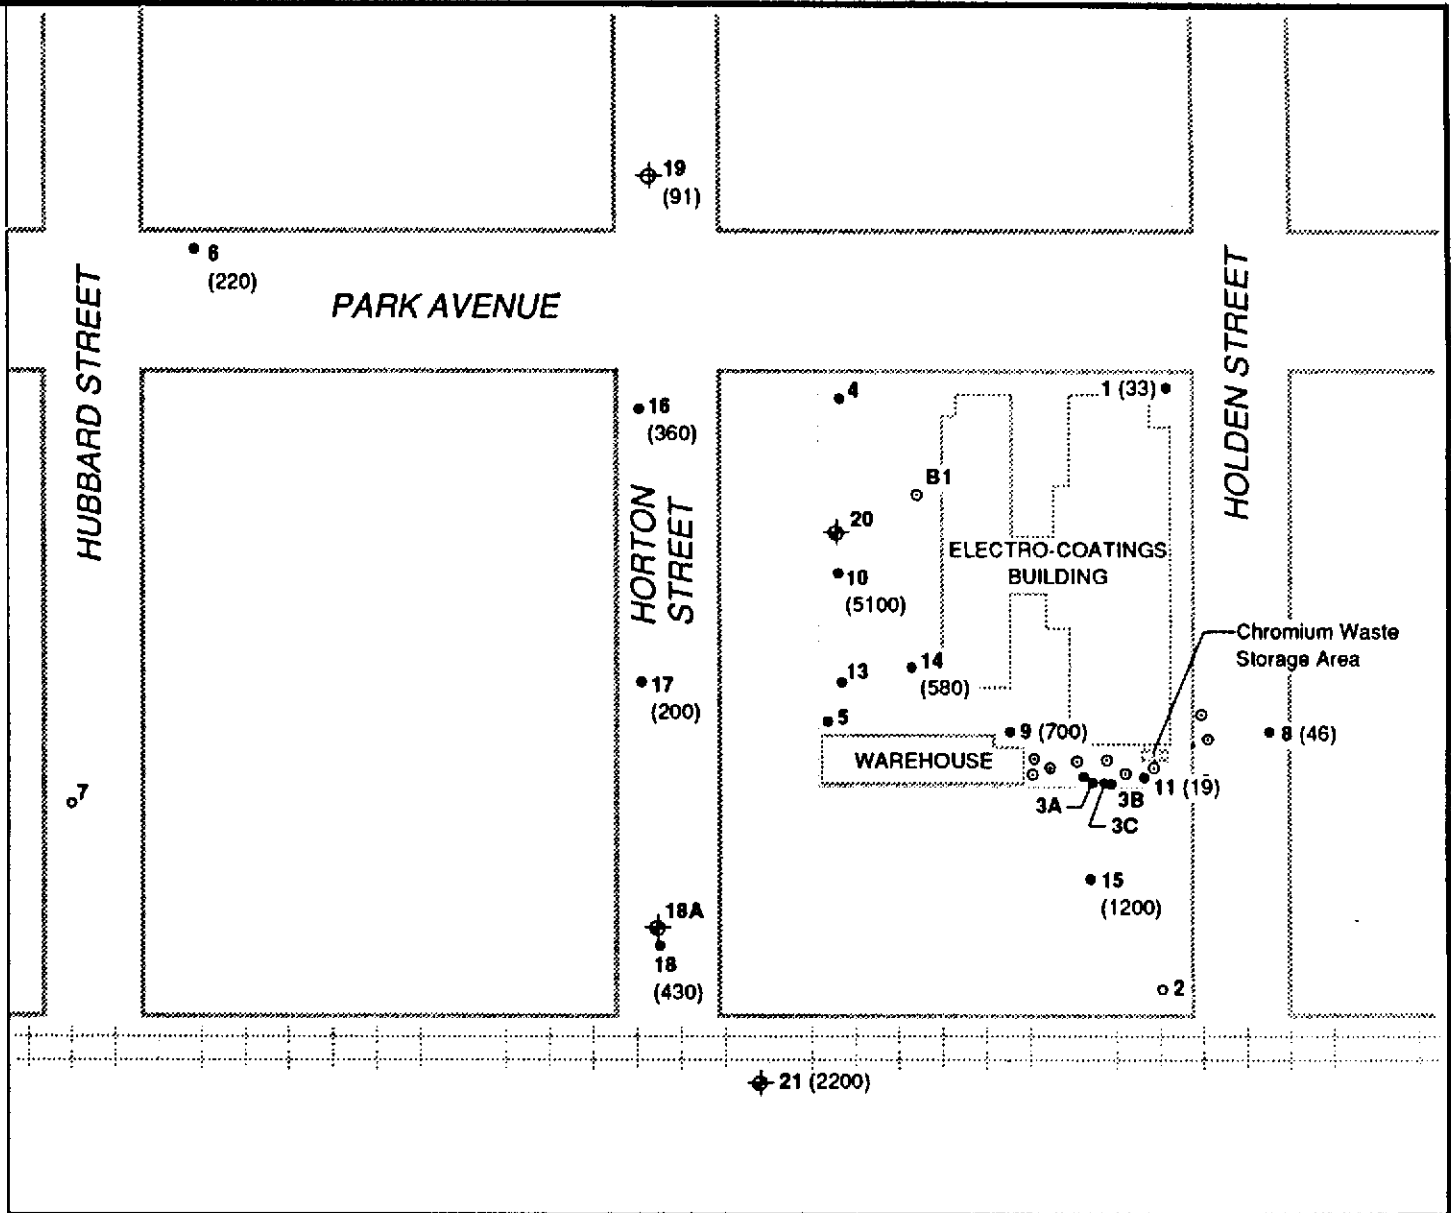 19
(91)
6
(220)
PARK AVENUE
HUBBARD STREET
HOLDEN STREET
16
(360)
4
1 (33)
B1
20
HORTON
STREET
ELECTRO-COATINGS
BUILDING
10
(5100)
Chromium Waste
Storage Area
14
(580)
13
17
(200)
5
9 (700)
8 (46)
WAREHOUSE
7
11 (19)
3A
3B
3C
15
(1200)
18A
18
(430)
2
21 (2200)